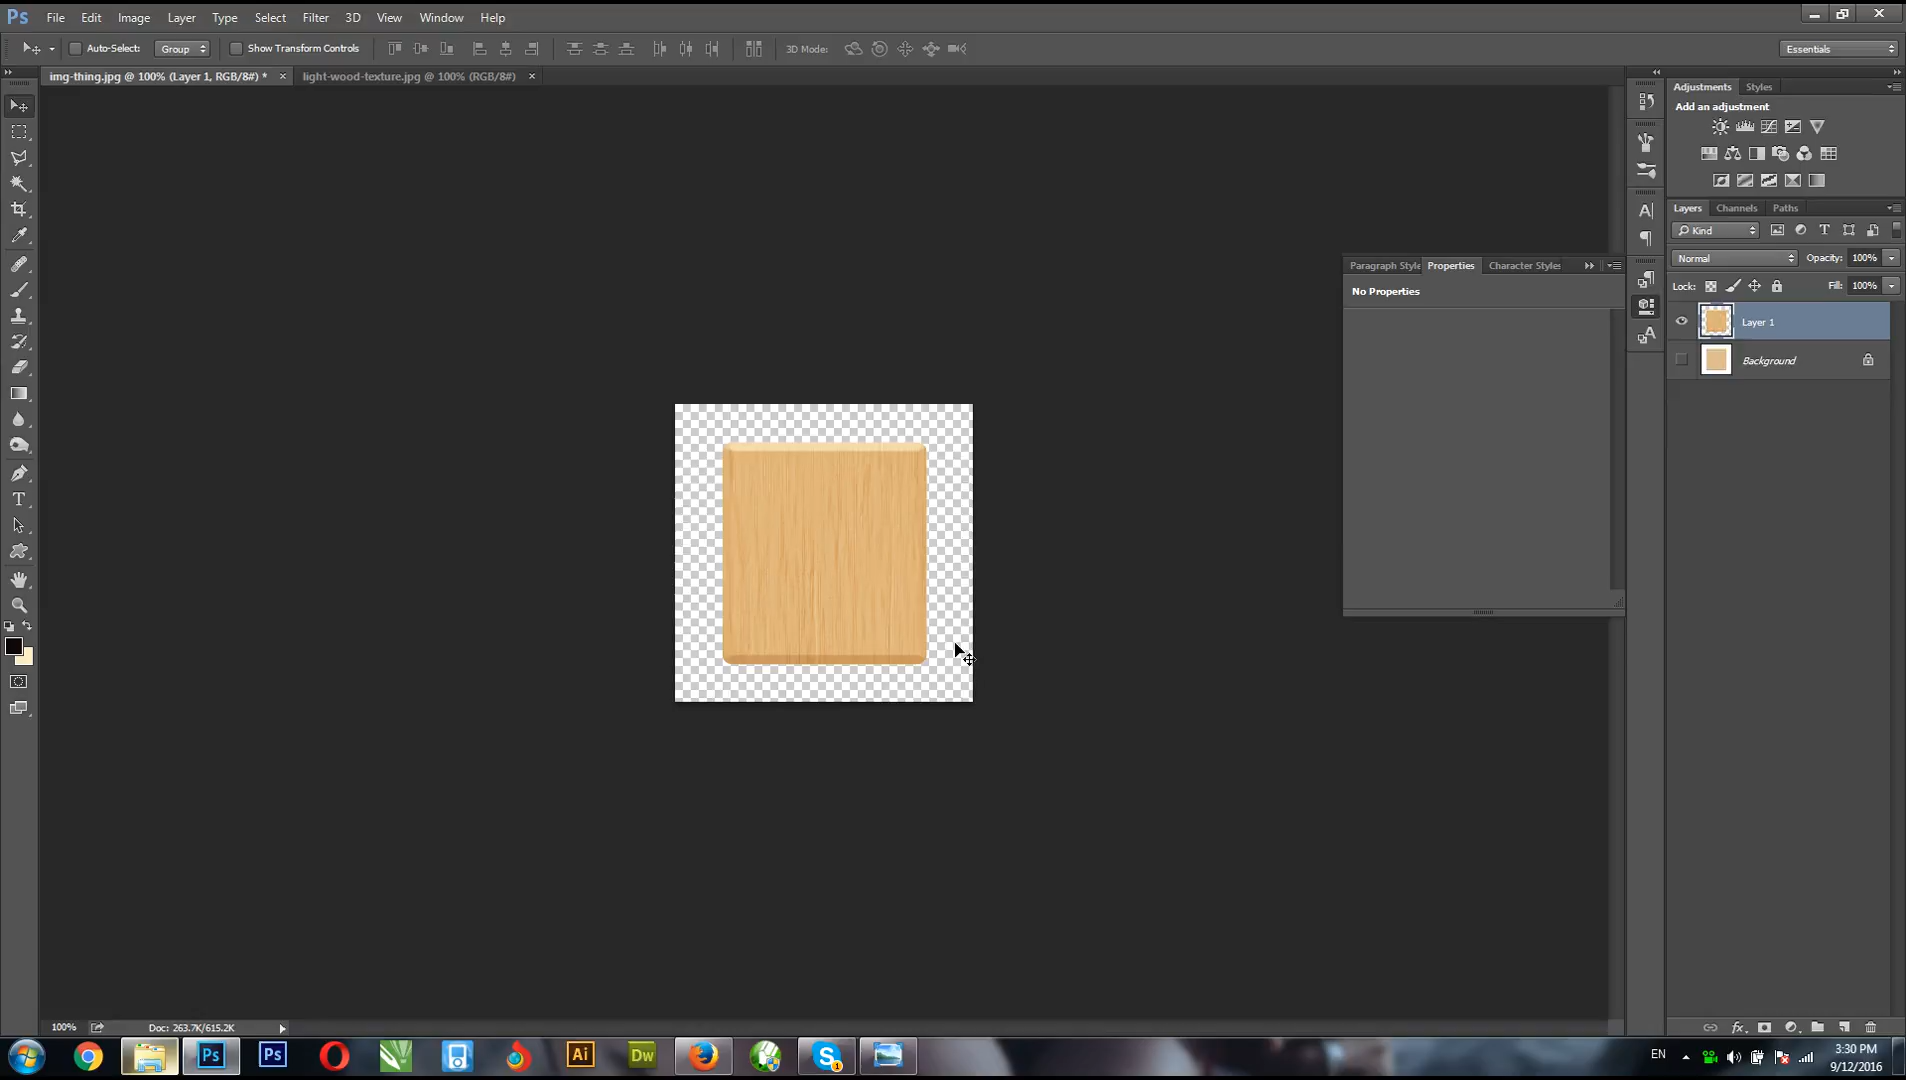 Ps File Edit Image Layer Type Select Filter 3D View Window Help
Auto-Select: Group Show Transform Controls 3D Mode: Essentials
img-thing.jpg @ 100% (Layer 1, RGB/8#) * × light-wood-texture.jpg @ 100% (RGB/8#) ×
Adjustments Styles
Add an adjustment
Layers Channels Paths
Kind
Normal Opacity: 100%
Lock: Fill: 100%
Layer 1
Background
Paragraph Style Properties Character Styles
No Properties
100% Doc: 263.7K/615.2K
Ps Ps Ai Dw S 1
EN
3:30 PM
9/12/2016